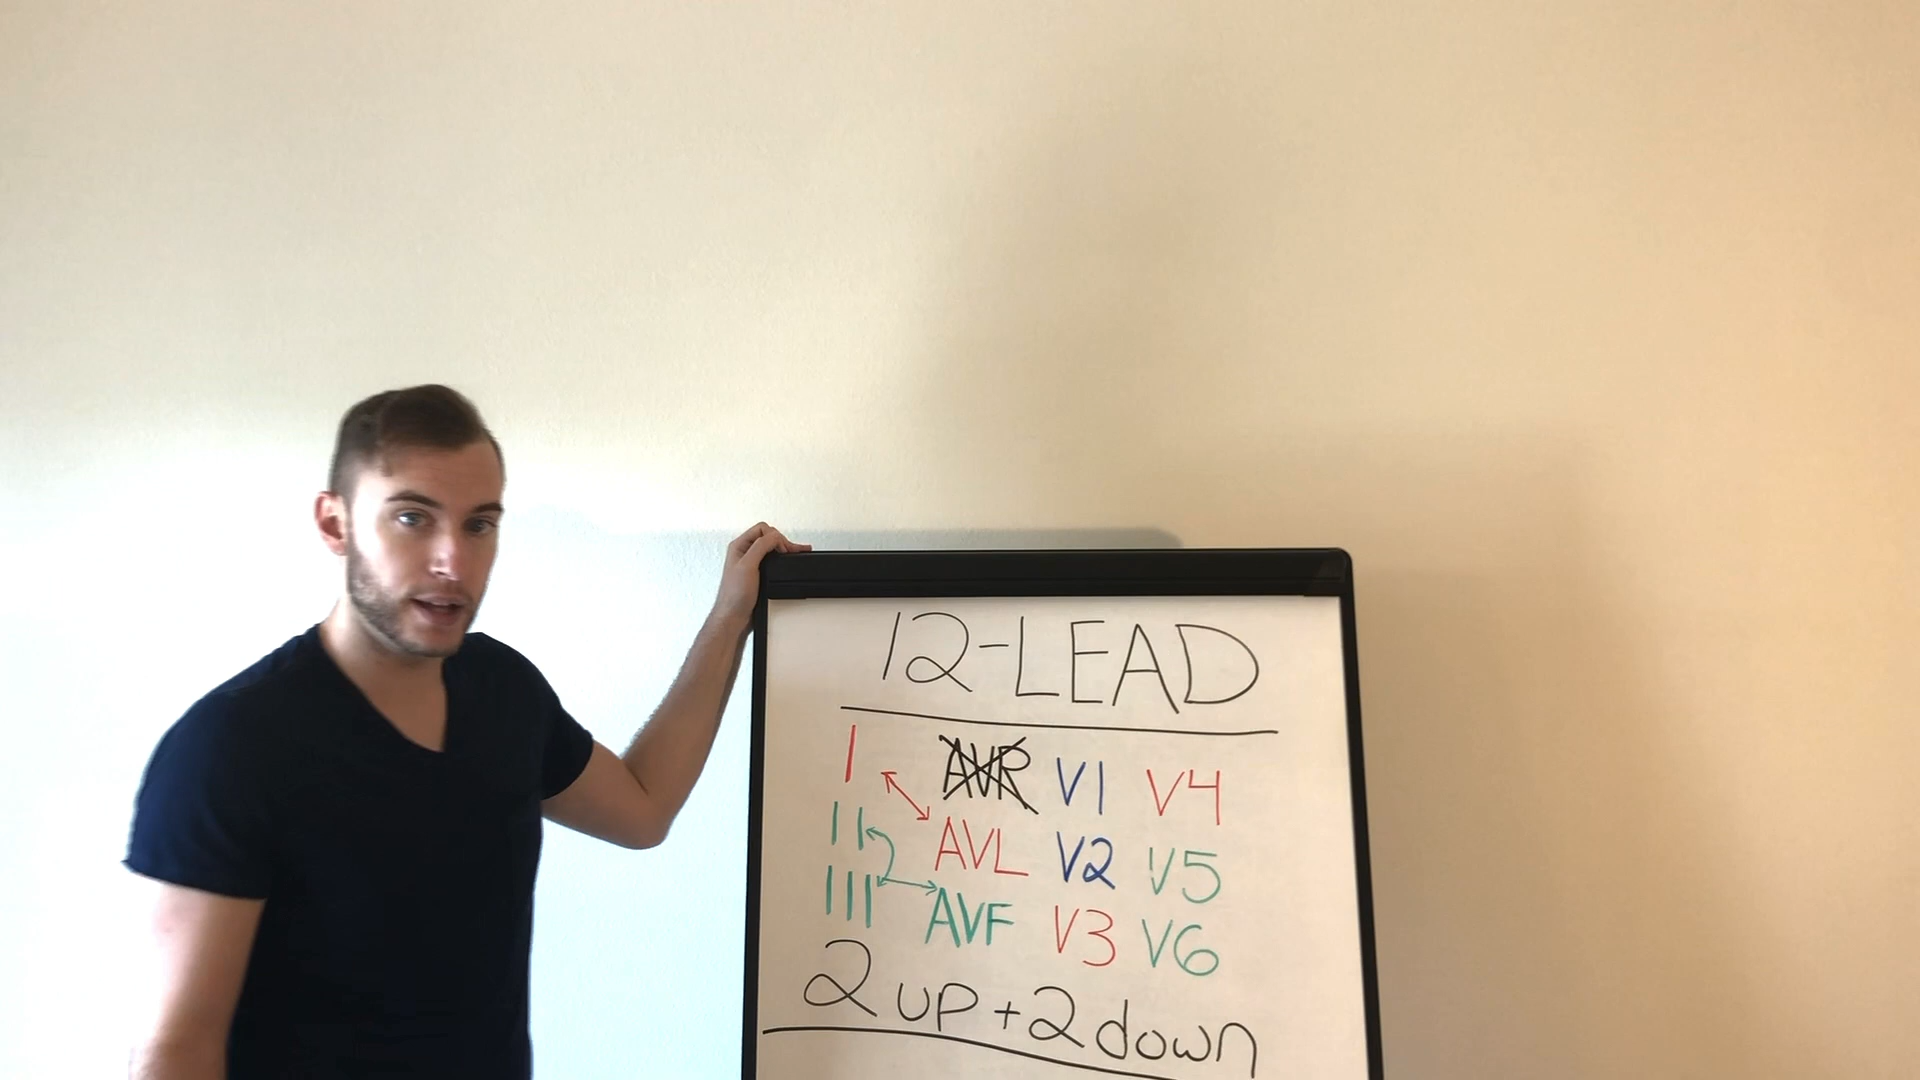 12-LEAD
I AVR V1 V4
II AVL V2 V5
III AVF V3 V6
2 up + 2 down